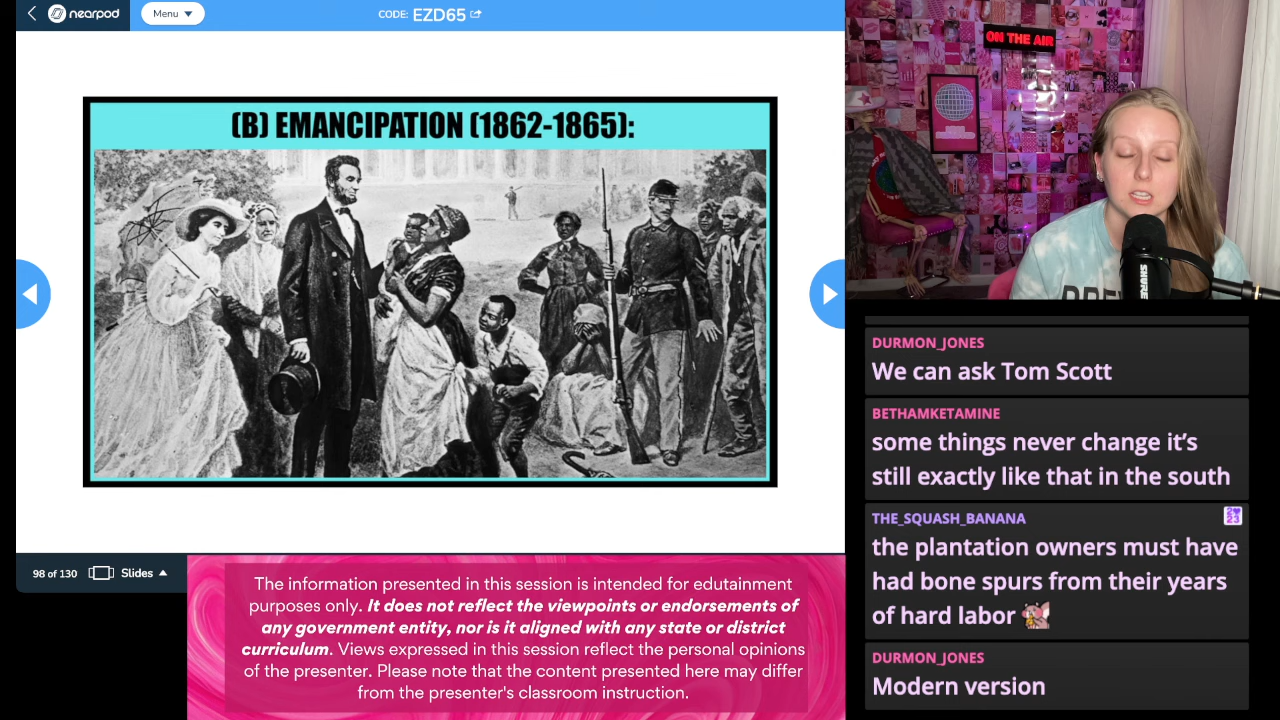 nearpod
Menu
CODE: EZD65
ON THE AIR
(B) EMANCIPATION (1862-1865):
SHURE
98 of 130
Slides
The information presented in this session is intended for edutainment
purposes only. It does not reflect the viewpoints or endorsements of
any government entity, nor is it aligned with any state or district
curriculum. Views expressed in this session reflect the personal opinions
of the presenter. Please note that the content presented here may differ
from the presenter's classroom instruction.
DURMON_JONES
We can ask Tom Scott
BETHAMKETAMINE
some things never change it's
still exactly like that in the south
THE_SQUASH_BANANA
the plantation owners must have
had bone spurs from their years
of hard labor
DURMON_JONES
Modern version